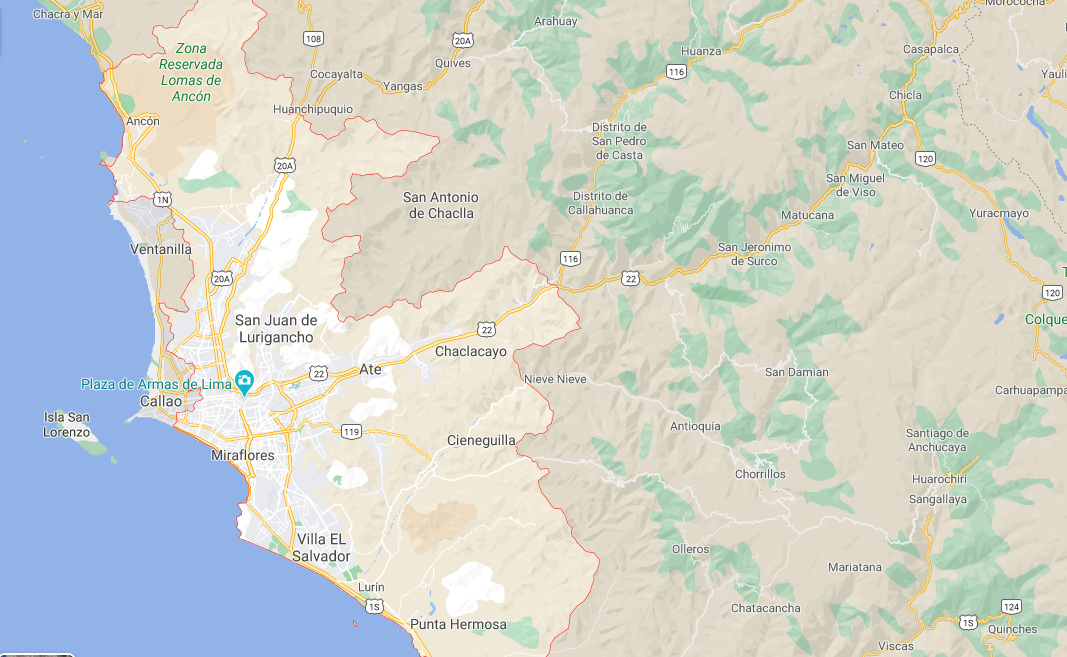 Chacra y Mar
Arahuay
Morococha
108
20A
Zona
Reservada
Lomas de
Ancón
Huanza
Casapalca
Quives
Cocayalta
116
Yauli
Yangas
Chicla
Huanchipuquio
Ancón
Distrito de
San Pedro
de Casta
San Mateo
20A
120
San Miguel
de Viso
1N
San Antonio
de Chaclla
Distrito de
Callahuanca
Matucana
Yuracmayo
Ventanilla
San Jeronimo
de Surco
116
20A
22
120
T
San Juan de
Lurigancho
Colque
22
Chaclacayo
22
Ate
Nieve Nieve
San Damian
Plaza de Armas de Lima
Callao
Carhuapampa
Isla San
Lorenzo
119
Antioquía
Cieneguilla
Santiago de
Anchucaya
Miraflores
Chorrillos
Huarochirí
Sangallaya
Villa EL
Salvador
Olleros
Mariatana
Lurín
1S
Chatacancha
124
Punta Hermosa
1S
Quinches
Viscas